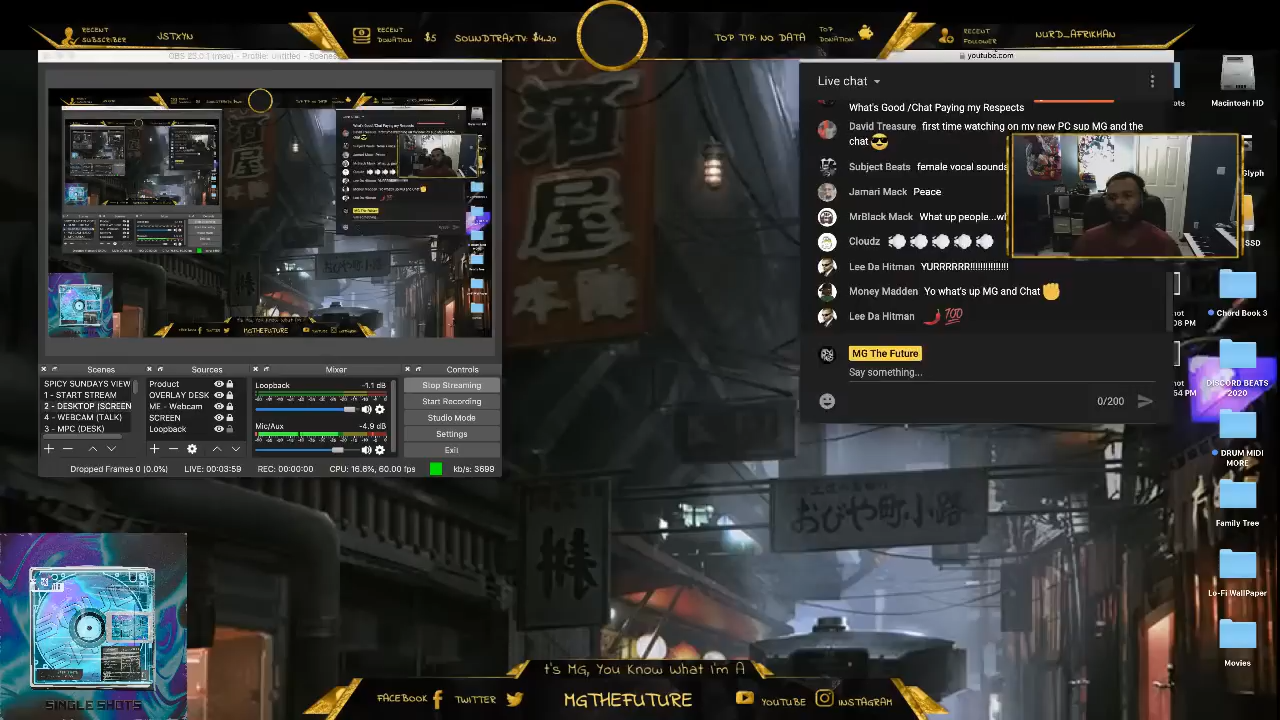 RECENT
SUBSCRIBER
JSTXYN
RECENT
DONATION
$5
SOUNDTRAXTV: $4.20
TOP TIP: NO DATA
TOP
DONATION
RECENT
FOLLOWER
NURD_AFRIKHAN
youtube.com
Live chat
What's Good /Chat Paying my Respects
David Treasure first time watching on my new PC sup MG and the
chat 😎
Subject Beats female vocal sounds
Jamari Mack Peace
MrBlack Mack What up people...
Cloudz 💨 💨 💨 💨 💨
Lee Da Hitman YURRRRRR!!!!!!!!!!!!!!!
Money Madden Yo what's up MG and Chat ✊
Lee Da Hitman 🌶️ 💯
MG The Future
Say something...
0/200
Scenes
SPICY SUNDAYS VIEW
1 - START STREAM
2 - DESKTOP (SCREEN
4 - WEBCAM (TALK)
3 - MPC (DESK)
Sources
Product
OVERLAY DESK
ME - Webcam
SCREEN
Loopback
Mixer
Loopback
-1.1 dB
Mic/Aux
-4.9 dB
Controls
Stop Streaming
Start Recording
Studio Mode
Settings
Exit
Dropped Frames 0 (0.0%)
LIVE: 00:03:59
REC: 00:00:00
CPU: 16.6%, 60.00 fps
kb/s: 3699
Macintosh HD
Glyph
SSD
Chord Book 3
DISCORD BEATS
2020
DRUM MIDI
MORE
Family Tree
Lo-Fi WallPaper
Movies
酒
屋
本
おびや町小路
SINGLE SHOTS
t's MG, You Know What I'm A
FACEBOOK
TWITTER
MGTHEFUTURE
YOUTUBE
INSTAGRAM